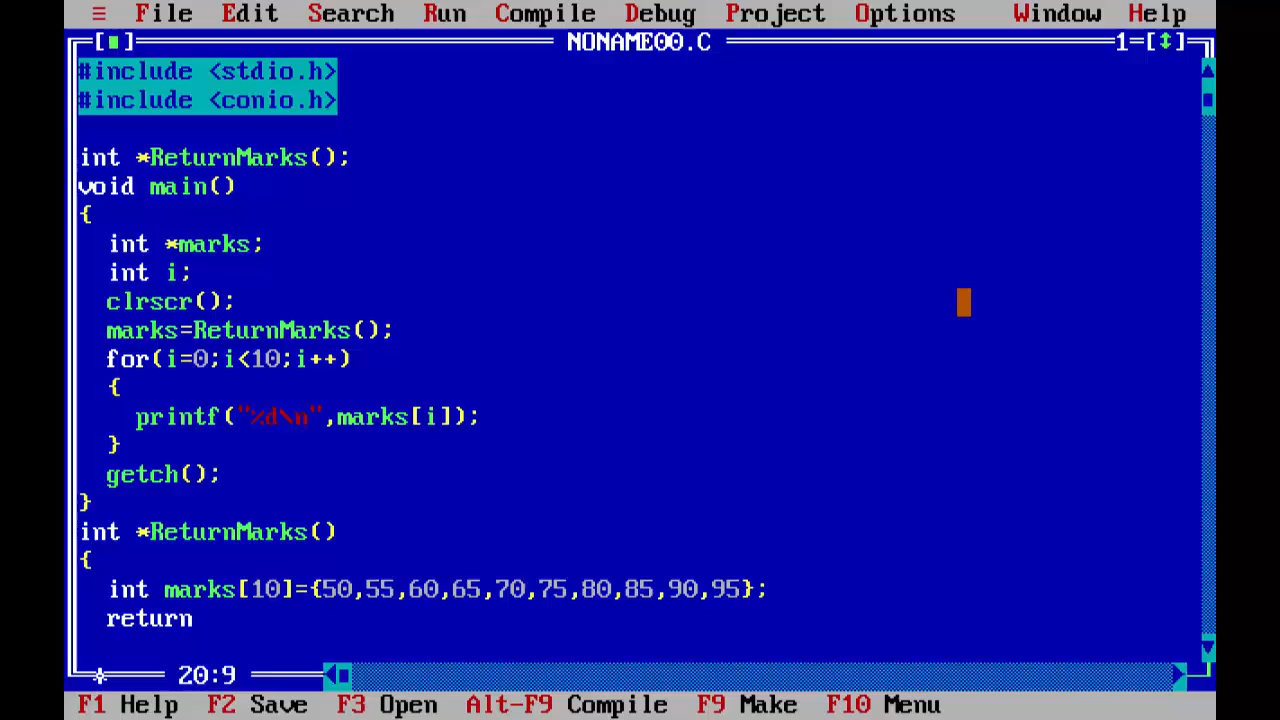 ≡ File Edit Search Run Compile Debug Project Options Window Help
[■] NONAME00.C 1=[↕]
#include <stdio.h>
#include <conio.h>
int *ReturnMarks();
void main()
{
int *marks;
int i;
clrscr();
marks=ReturnMarks();
for(i=0;i<10;i++)
{
printf("%d\n",marks[i]);
}
getch();
}
int *ReturnMarks()
{
int marks[10]={50,55,60,65,70,75,80,85,90,95};
return
20:9
F1 Help F2 Save F3 Open Alt-F9 Compile F9 Make F10 Menu